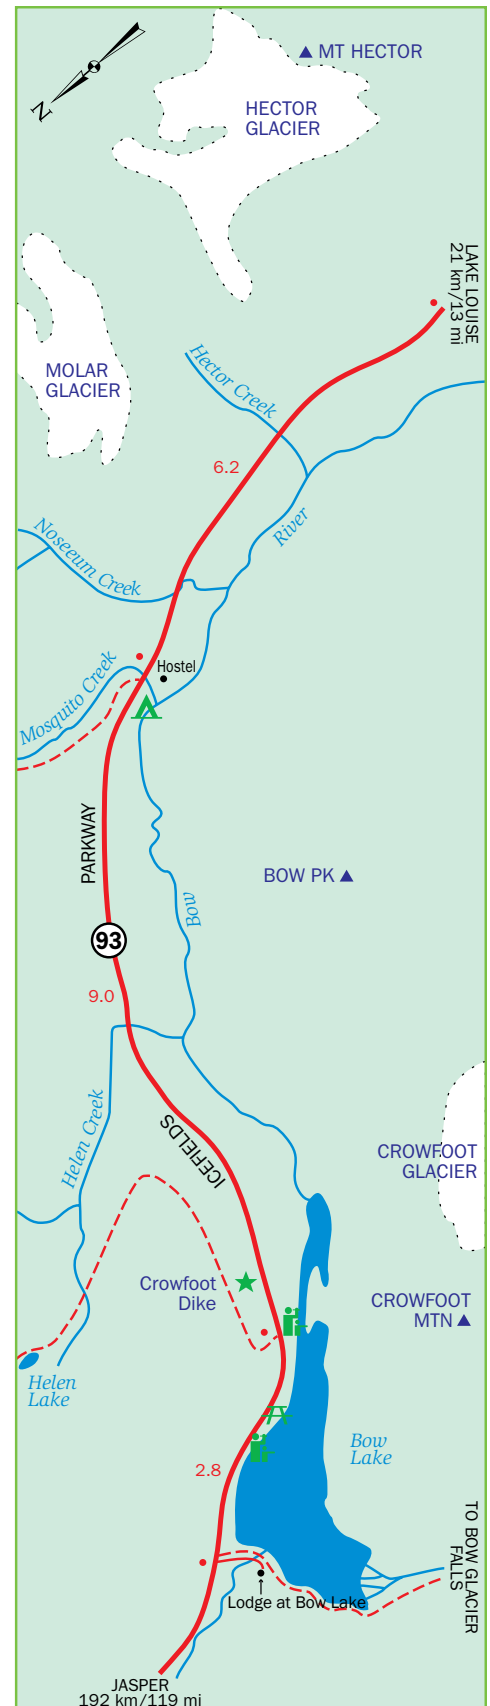 N
MT HECTOR
HECTOR
GLACIER
LAKE LOUISE
21 km/13 mi
MOLAR
GLACIER
Hector Creek
6.2
River
Noseeum Creek
Hostel
Mosquito Creek
PARKWAY
BOW PK
Bow
93
9.0
Helen Creek
ICEFIELDS
CROWFOOT
GLACIER
Crowfoot
Dike
CROWFOOT
MTN
Helen
Lake
Bow
Lake
2.8
TO BOW GLACIER
FALLS
Lodge at Bow Lake
JASPER
192 km/119 mi